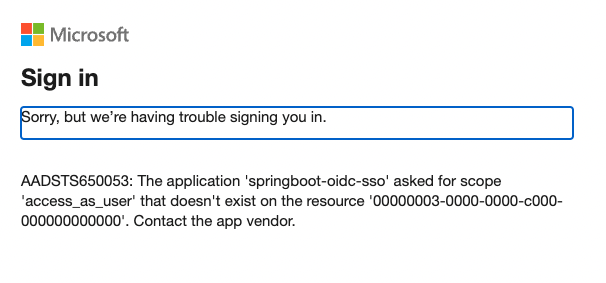 Microsoft
Sign in
Sorry, but we’re having trouble signing you in.
AADSTS650053: The application 'springboot-oidc-sso' asked for scope
'access_as_user' that doesn't exist on the resource '00000003-0000-0000-c000-
000000000000'. Contact the app vendor.